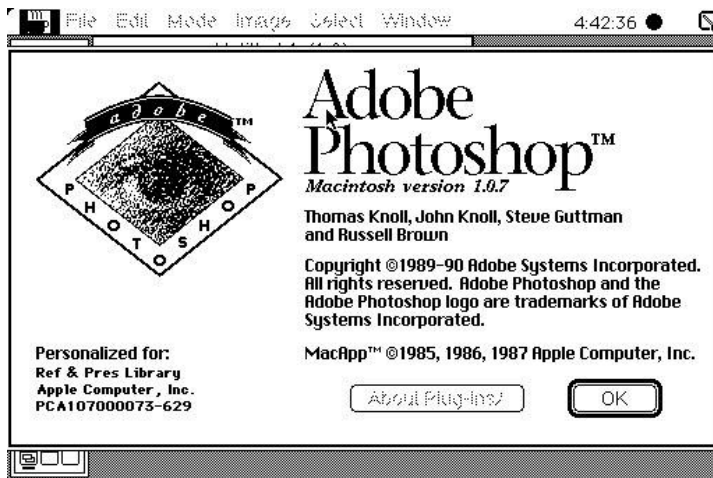 File Edit Mode Image Select Window 4:42:36
adobe™
PHOTOSHOP
Adobe
Photoshop™
Macintosh version 1.0.7
Thomas Knoll, John Knoll, Steve Guttman
and Russell Brown
Copyright ©1989-90 Adobe Systems Incorporated.
All rights reserved. Adobe Photoshop and the
Adobe Photoshop logo are trademarks of Adobe
Systems Incorporated.
MacApp™ ©1985, 1986, 1987 Apple Computer, Inc.
Personalized for:
Ref & Pres Library
Apple Computer, Inc.
PCA107000073-629
About Plug-ins? OK